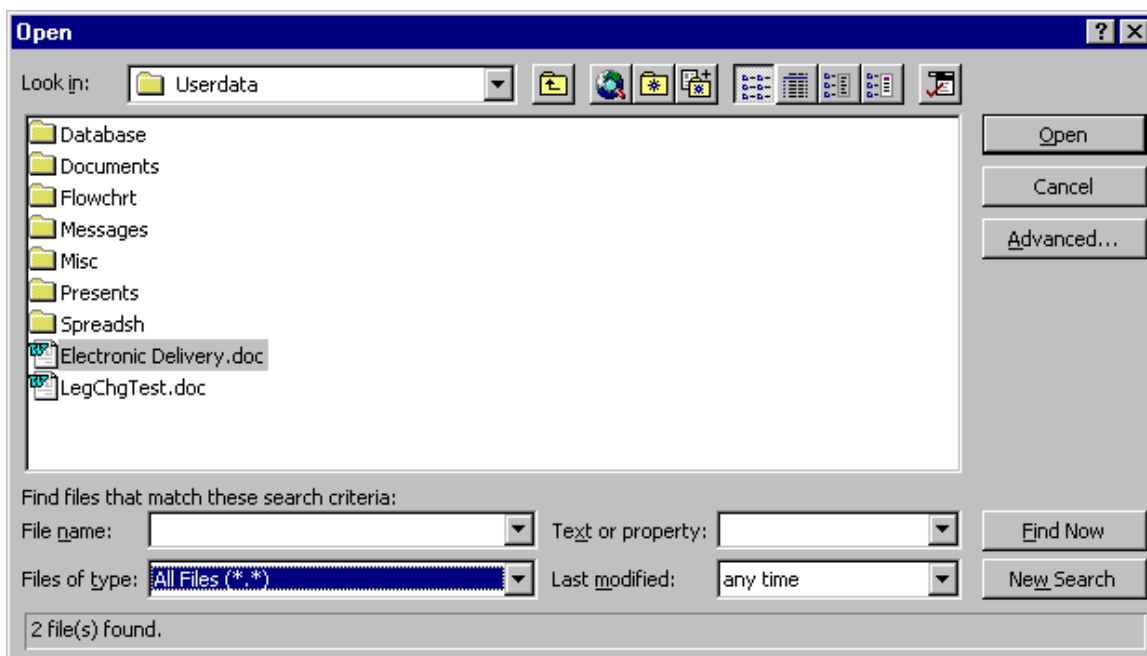 Open
Look in: Userdata
Database
Documents
Flowchrt
Messages
Misc
Presents
Spreadsh
Electronic Delivery.doc
LegChgTest.doc
Open
Cancel
Advanced...
Find files that match these search criteria:
File name: Text or property: Find Now
Files of type: All Files (*.*) Last modified: any time New Search
2 file(s) found.